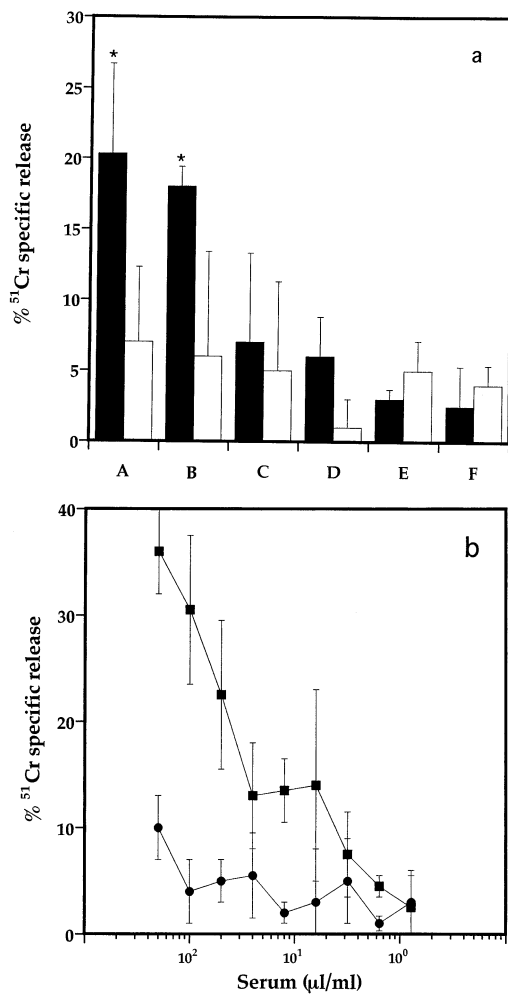 a
30
25
20
15
10
5
0
% ⁵¹Cr specific release
* *
A B C D E F
b
40
30
20
10
0
% ⁵¹Cr specific release
10² 10¹ 10⁰
Serum (µl/ml)